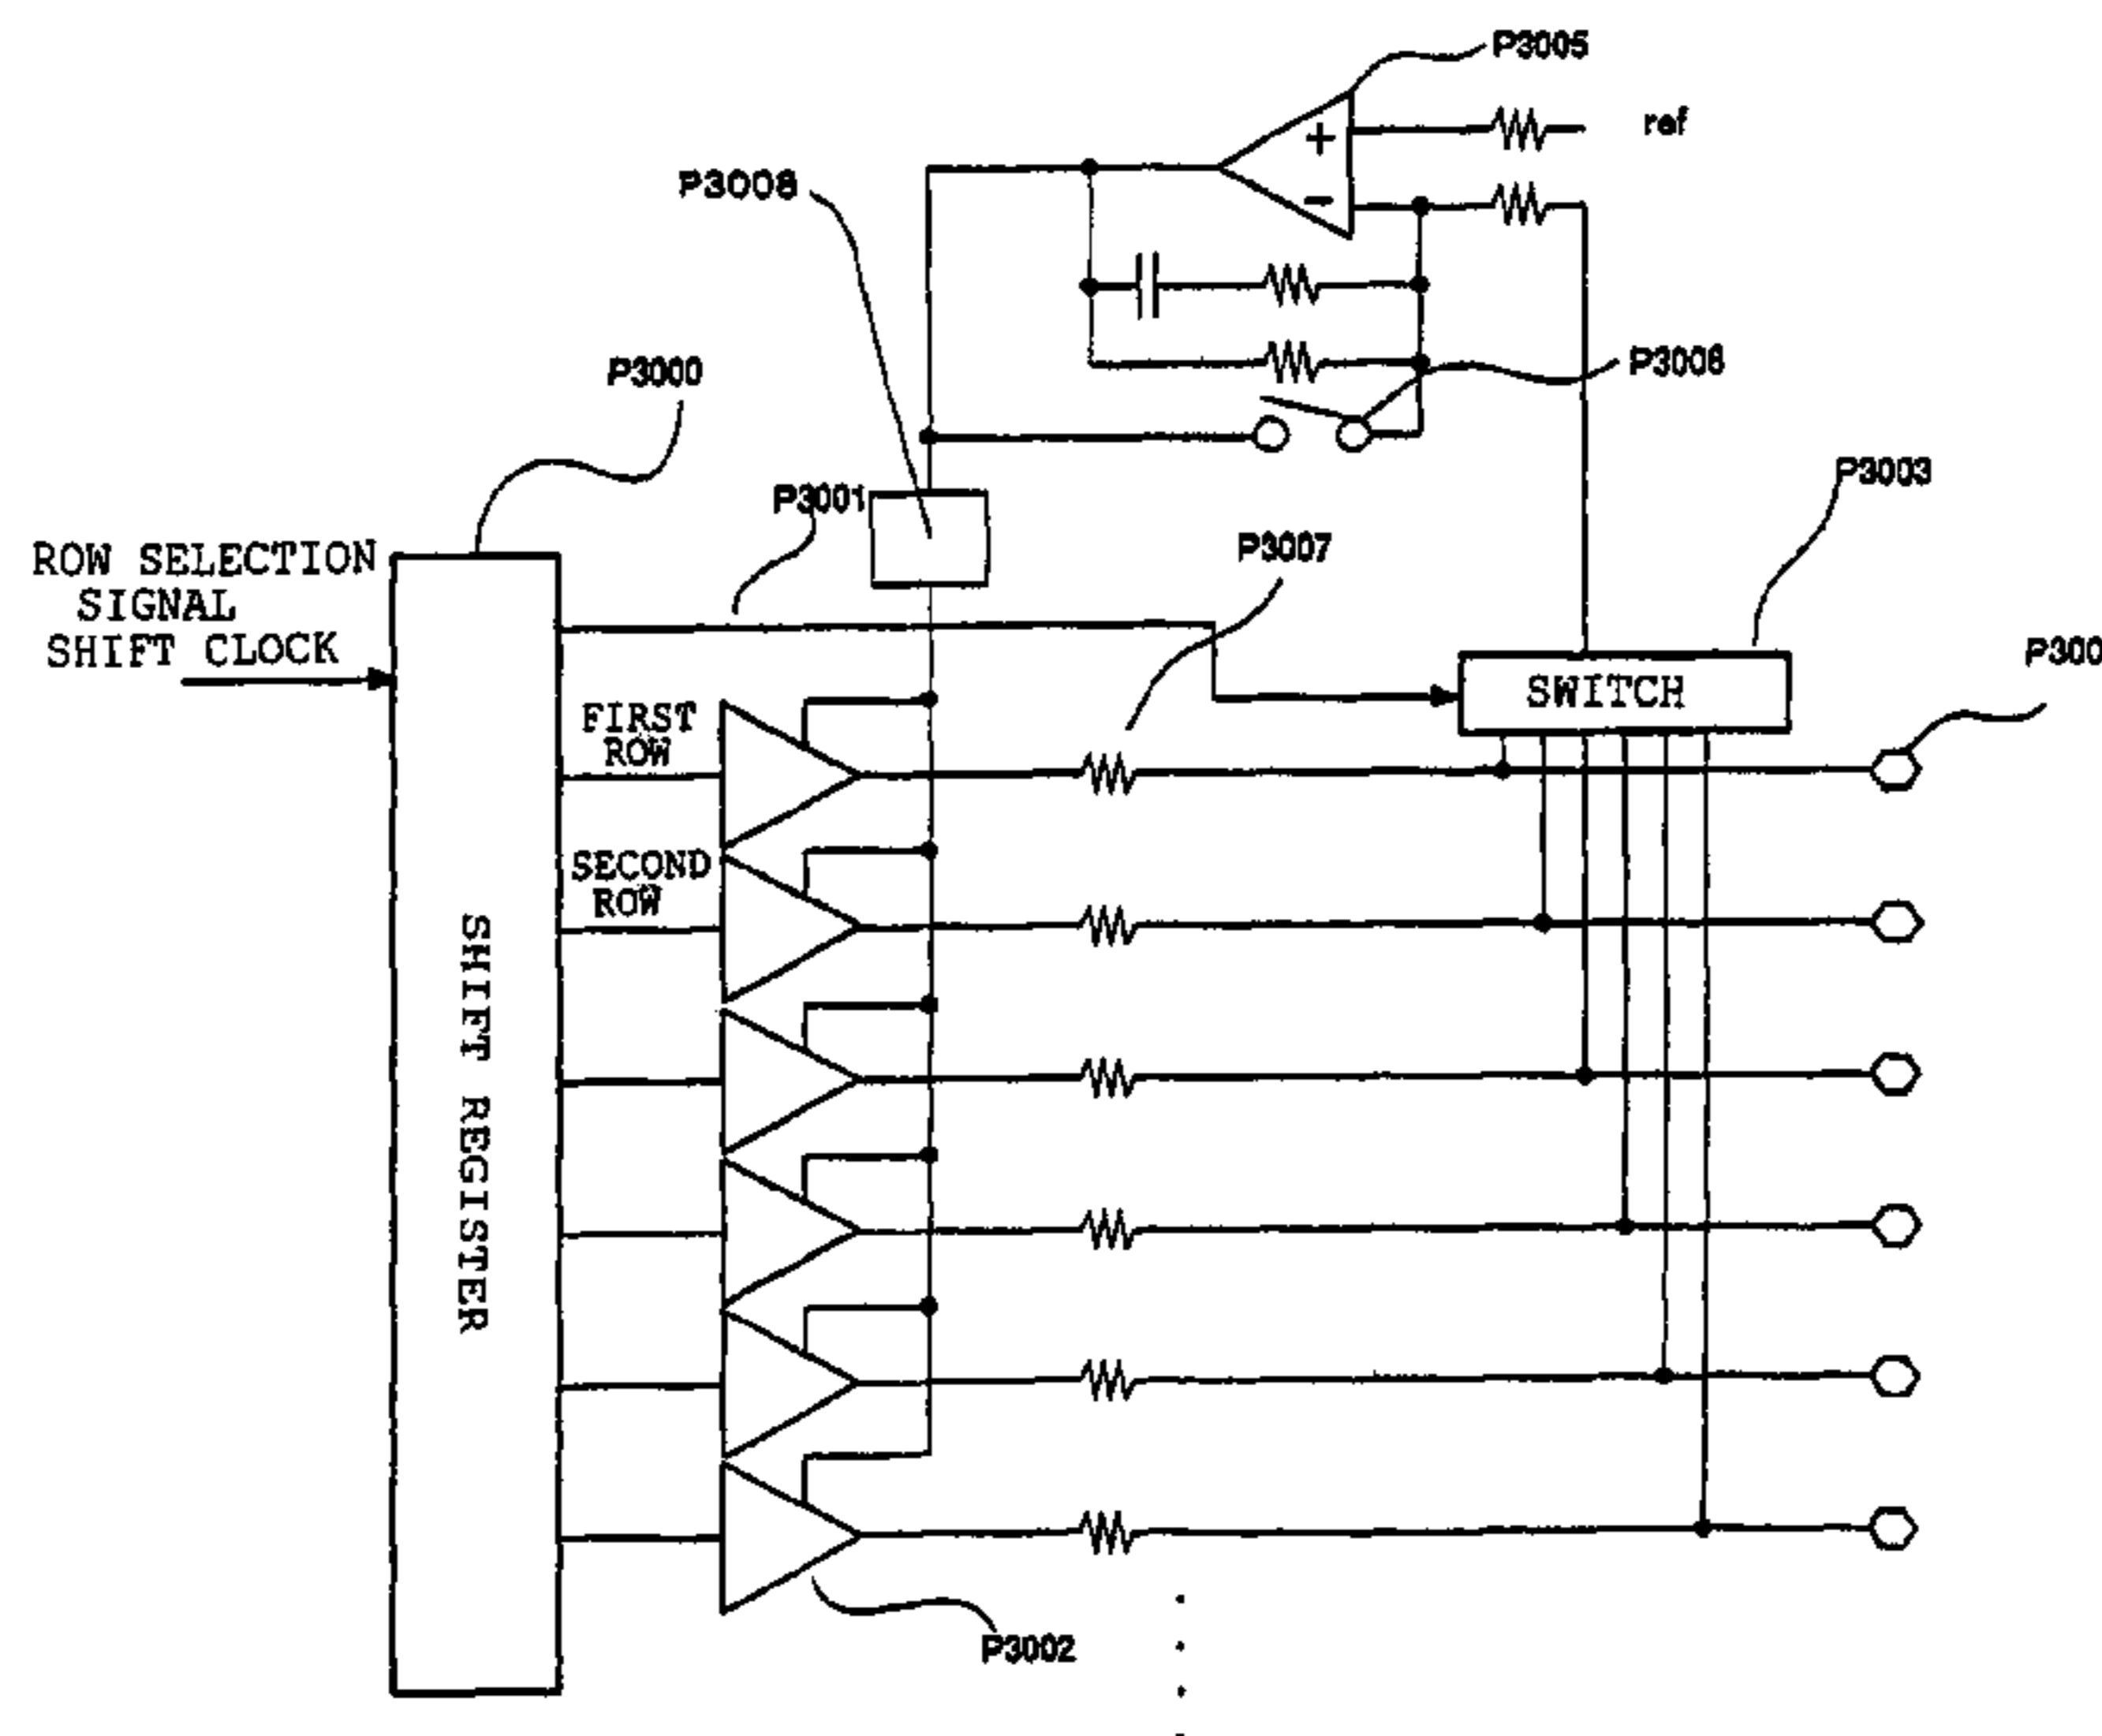 P3005
ref
P3008
P3006
P3000
P3003
P3001
P3007
ROW SELECTION
SIGNAL
SHIFT CLOCK
P300
SWITCH
FIRST
ROW
SECOND
ROW
SHIFT REGISTER
P3002